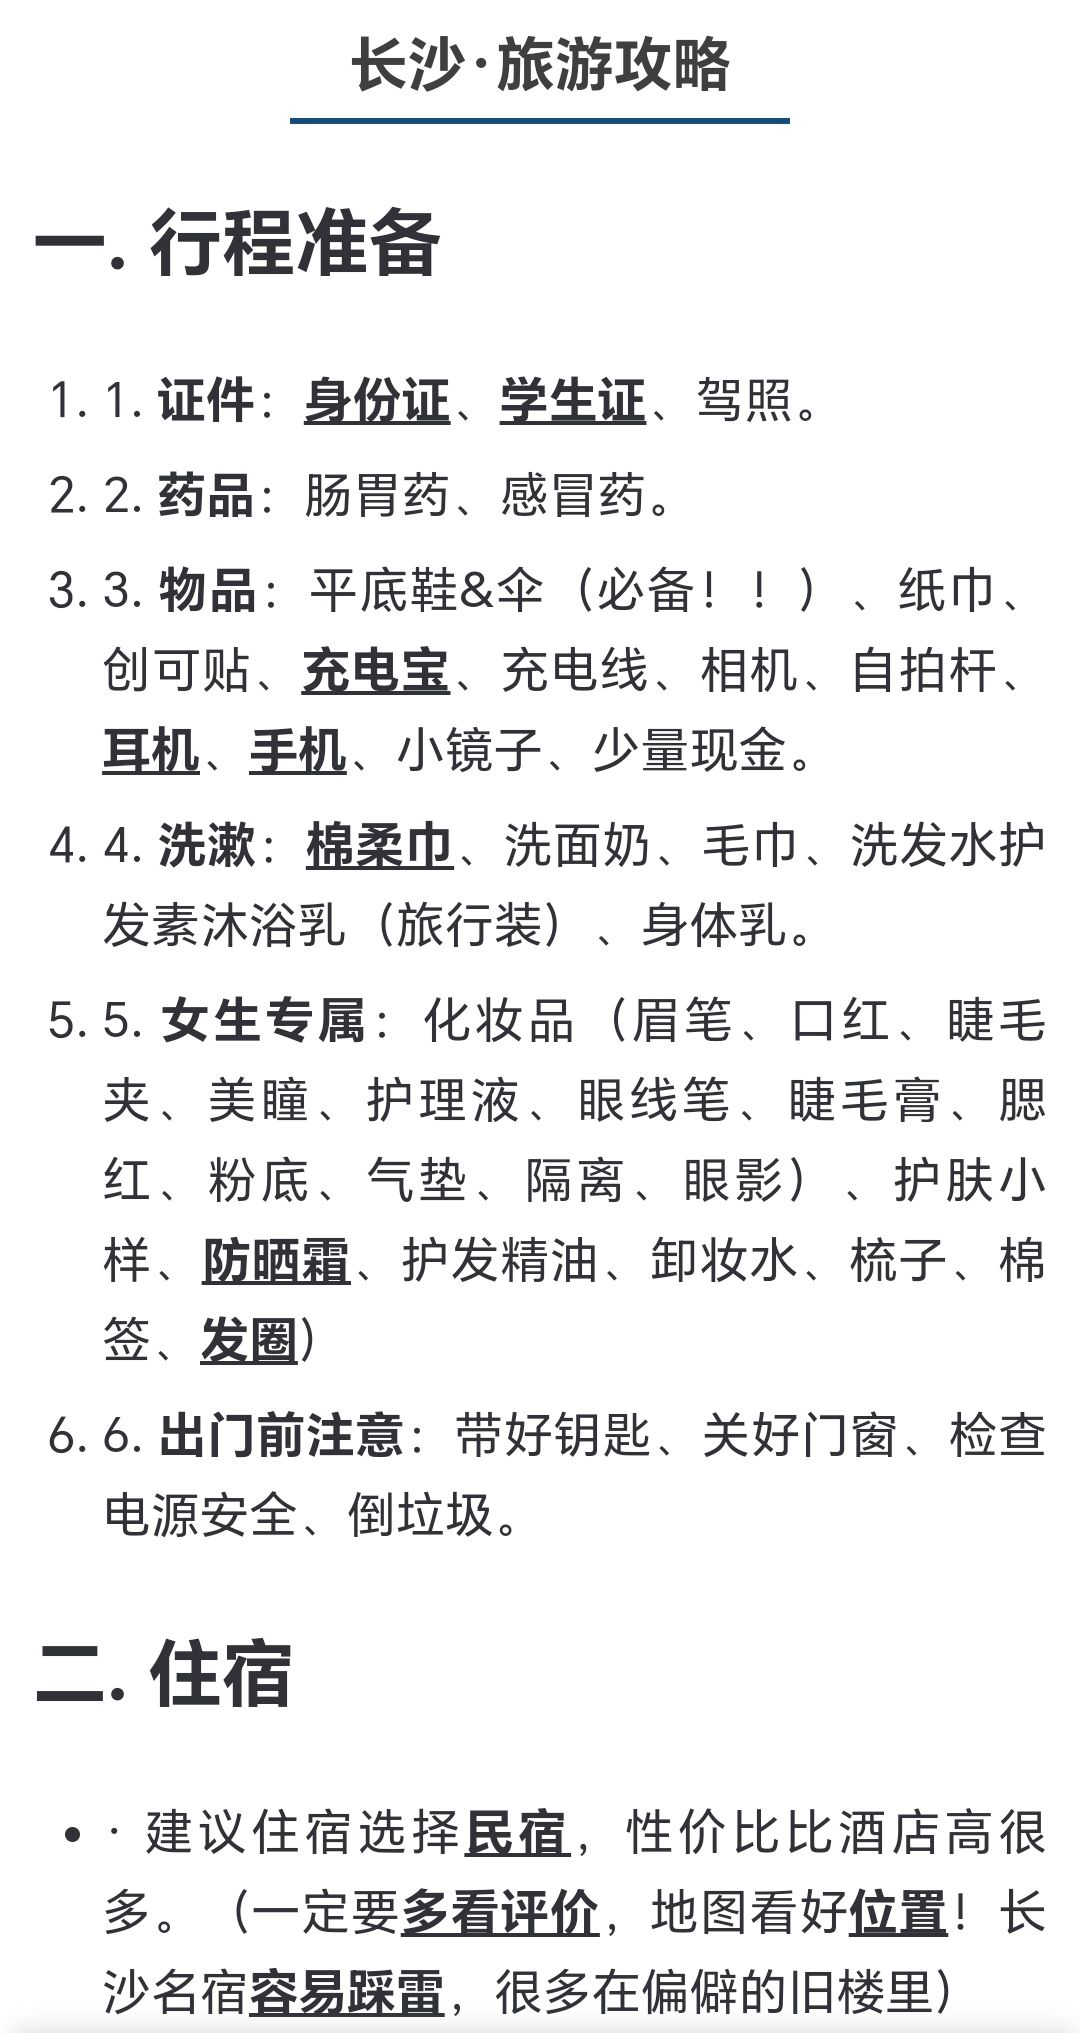 长沙·旅游攻略
一. 行程准备
1. 1. 证件：身份证、学生证、驾照。
2. 2. 药品：肠胃药、感冒药。
3. 3. 物品：平底鞋&伞（必备！！）、纸巾、
创可贴、充电宝、充电线、相机、自拍杆、
耳机、手机、小镜子、少量现金。
4. 4. 洗漱：棉柔巾、洗面奶、毛巾、洗发水护
发素沐浴乳（旅行装）、身体乳。
5. 5. 女生专属：化妆品（眉笔、口红、睫毛
夹、美瞳、护理液、眼线笔、睫毛膏、腮
红、粉底、气垫、隔离、眼影）、护肤小
样、防晒霜、护发精油、卸妆水、梳子、棉
签、发圈）
6. 6. 出门前注意：带好钥匙、关好门窗、检查
电源安全、倒垃圾。
二. 住宿
• · 建议住宿选择民宿，性价比比酒店高很
多。（一定要多看评价，地图看好位置！长
沙名宿容易踩雷，很多在偏僻的旧楼里）